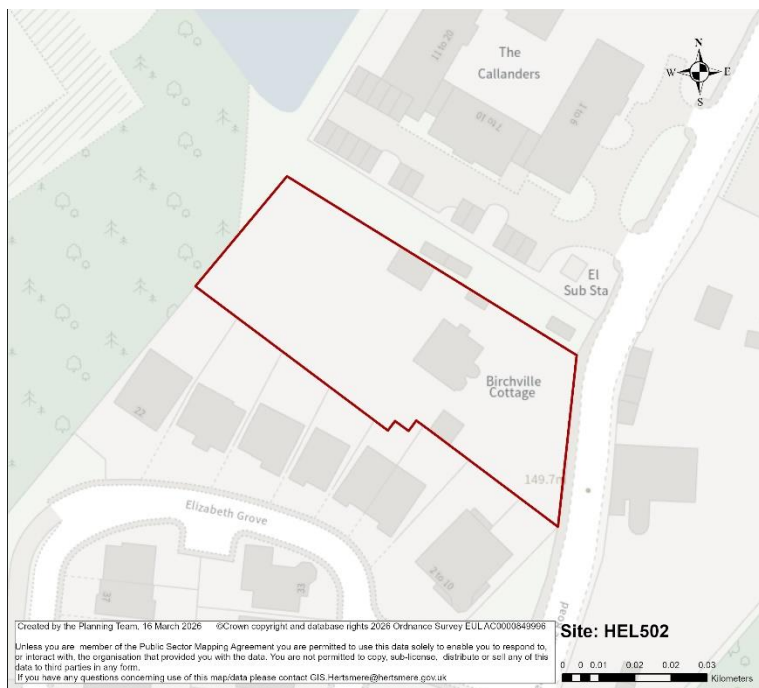 11 to 20
The
Callanders
7 to 10
1 to 6
N
W E
S
El
Sub Sta
Birchville
Cottage
149.7m
22
Elizabeth Grove
2 to 10
37
33
Road
Created by the Planning Team, 16 March 2026 ©Crown copyright and database rights 2026 Ordnance Survey EUL AC0000849996
Unless you are member of the Public Sector Mapping Agreement you are permitted to use this data solely to enable you to respond to,
or interact with, the organisation that provided you with the data. You are not permitted to copy, sub-license, distribute or sell any of this
data to third parties in any form.
If you have any questions concerning use of this map/data please contact GIS.Hertsmere@hertsmere.gov.uk
Site: HEL502
0 0.01 0.01 0.02 0.03
Kilometers